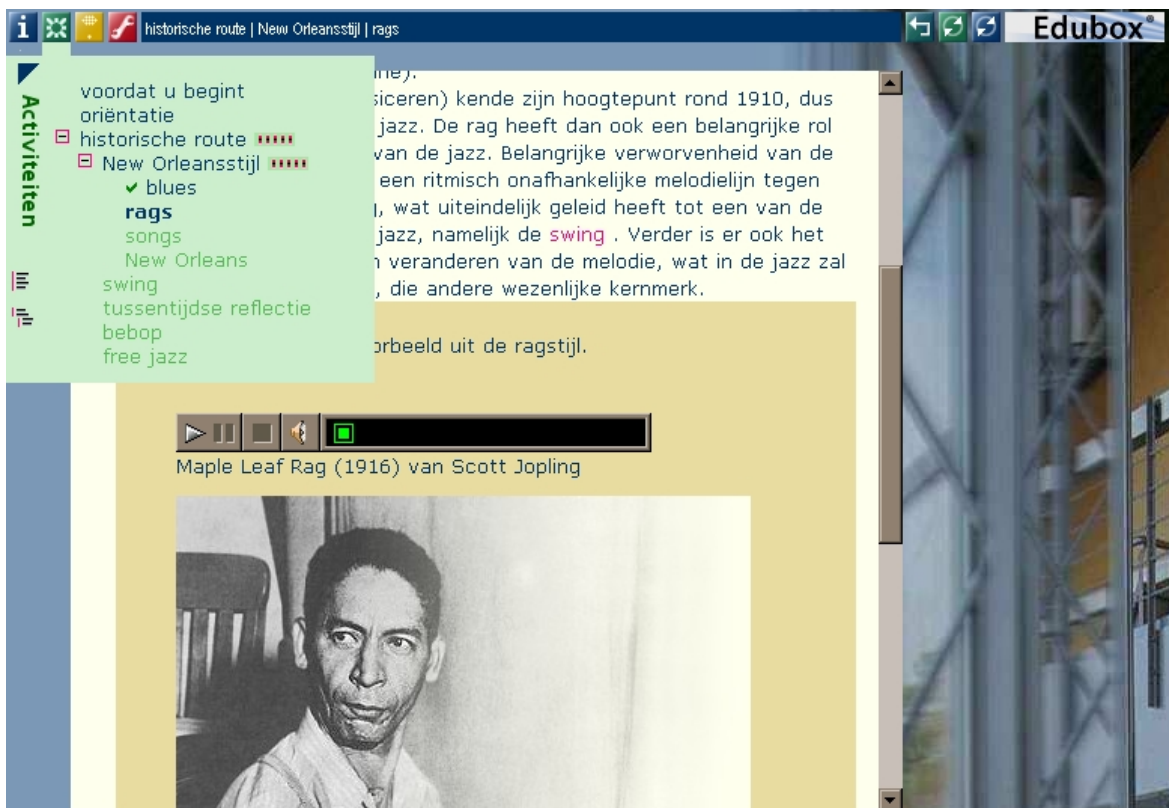 i
historische route | New Orleansstijl | rags
Edubox®
Activiteiten
voordat u begint
oriëntatie
historische route
New Orleansstijl
blues
rags
songs
New Orleans
swing
tussentijdse reflectie
bebop
free jazz
siceren) kende zijn hoogtepunt rond 1910, dus
jazz. De rag heeft dan ook een belangrijke rol
van de jazz. Belangrijke verworvenheid van de
een ritmisch onafhankelijke melodielijn tegen
, wat uiteindelijk geleid heeft tot een van de
jazz, namelijk de swing . Verder is er ook het
veranderen van de melodie, wat in de jazz zal
, die andere wezenlijke kernmerk.
orbeeld uit de ragstijl.
Maple Leaf Rag (1916) van Scott Jopling